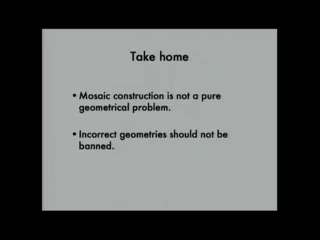 Take home
• Mosaic construction is not a pure
geometrical problem.
• Incorrect geometries should not be
banned.